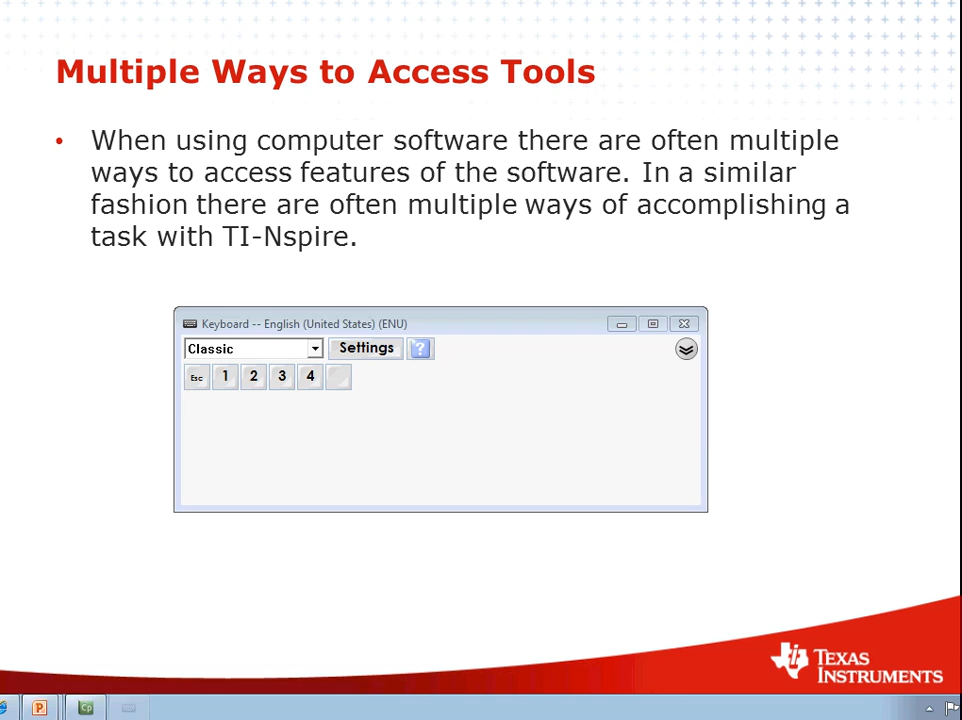 Multiple Ways to Access Tools
• When using computer software there are often multiple
ways to access features of the software. In a similar
fashion there are often multiple ways of accomplishing a
task with TI-Nspire.
Keyboard -- English (United States) (ENU)
Classic Settings ?
Esc 1 2 3 4
TEXAS
INSTRUMENTS
P Cp